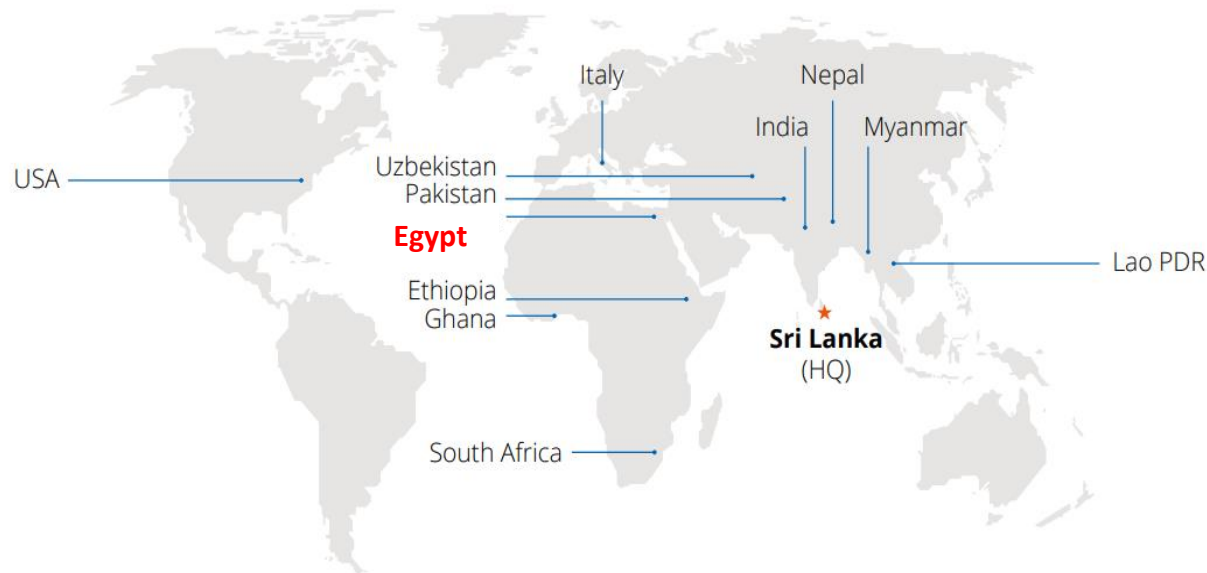 Italy
Nepal
India
Myanmar
Uzbekistan
USA
Pakistan
Egypt
Lao PDR
Ethiopia
Ghana
Sri Lanka
(HQ)
South Africa